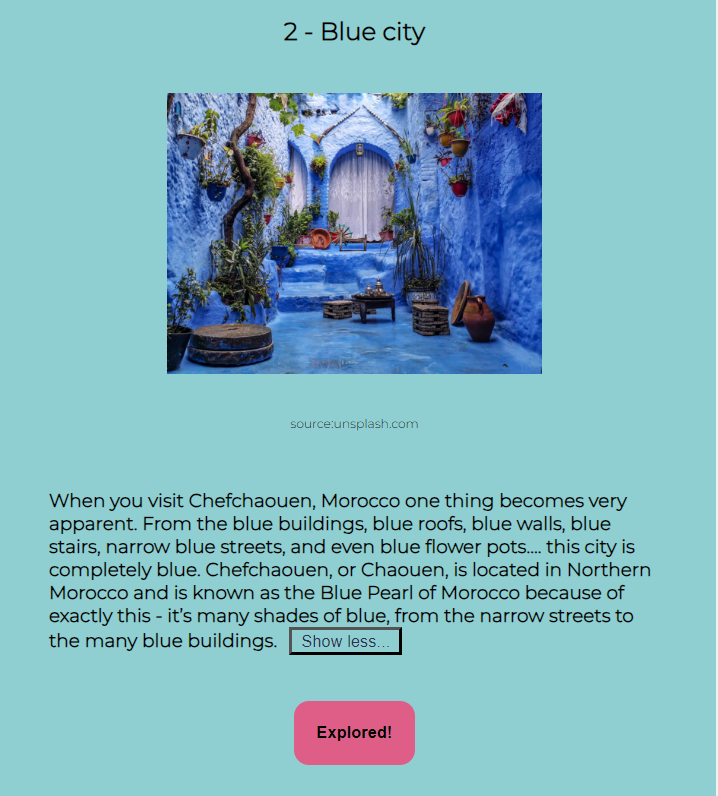 2 - Blue city
source:unsplash.com
When you visit Chefchaouen, Morocco one thing becomes very
apparent. From the blue buildings, blue roofs, blue walls, blue
stairs, narrow blue streets, and even blue flower pots.... this city is
completely blue. Chefchaouen, or Chaouen, is located in Northern
Morocco and is known as the Blue Pearl of Morocco because of
exactly this - it's many shades of blue, from the narrow streets to
the many blue buildings. Show less...
Explored!